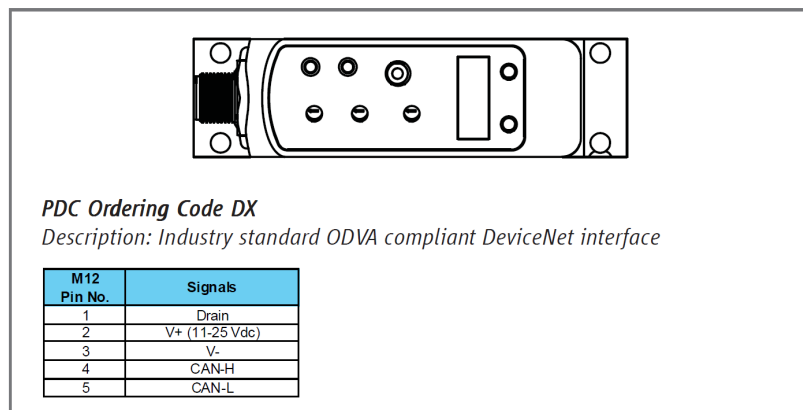 PDC Ordering Code DX
Description: Industry standard ODVA compliant DeviceNet interface
M12 Pin No. Signals
1 Drain
2 V+ (11-25 Vdc)
3 V-
4 CAN-H
5 CAN-L